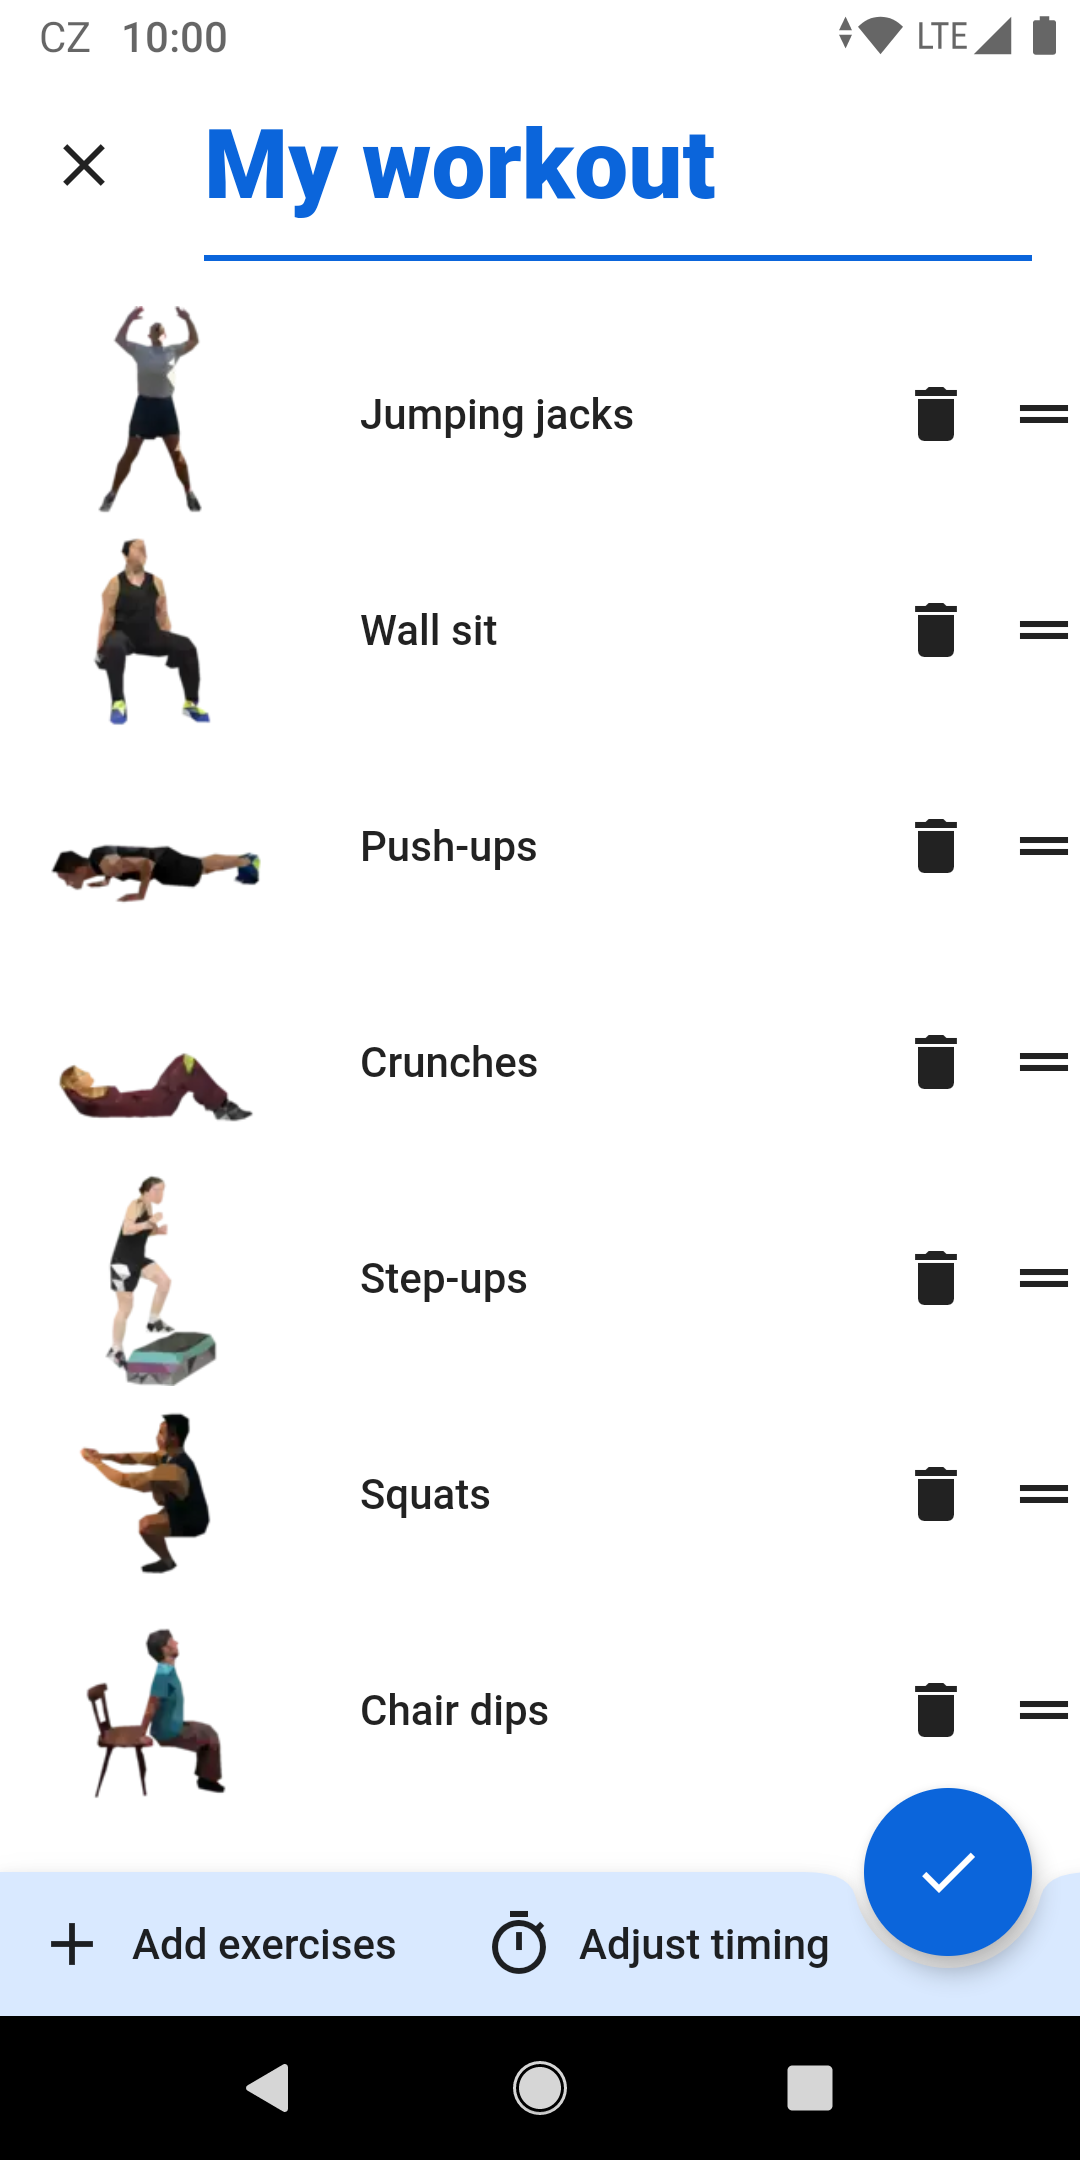 CZ 10:00 LTE
My workout
Jumping jacks
Wall sit
Push-ups
Crunches
Step-ups
Squats
Chair dips
Add exercises Adjust timing